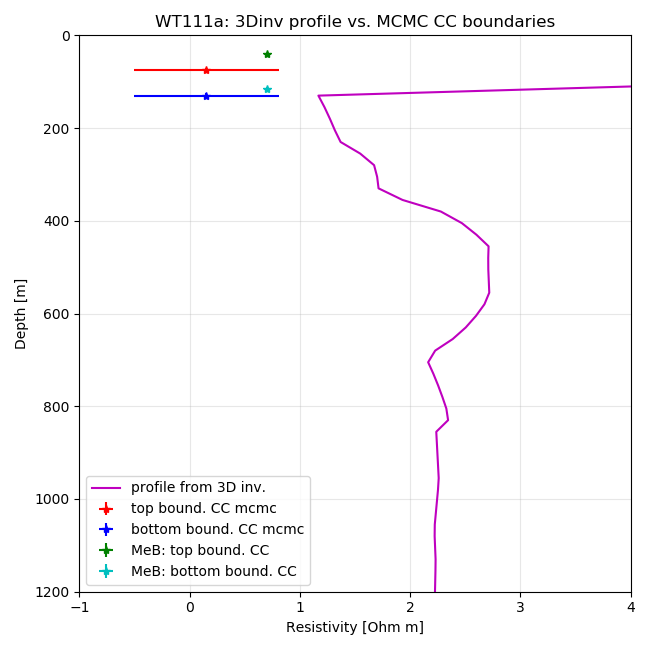 WT111a: 3Dinv profile vs. MCMC CC boundaries
0
200
400
600
800
1000
1200
Depth [m]
profile from 3D inv.
top bound. CC mcmc
bottom bound. CC mcmc
MeB: top bound. CC
MeB: bottom bound. CC
−1 0 1 2 3 4
Resistivity [Ohm m]